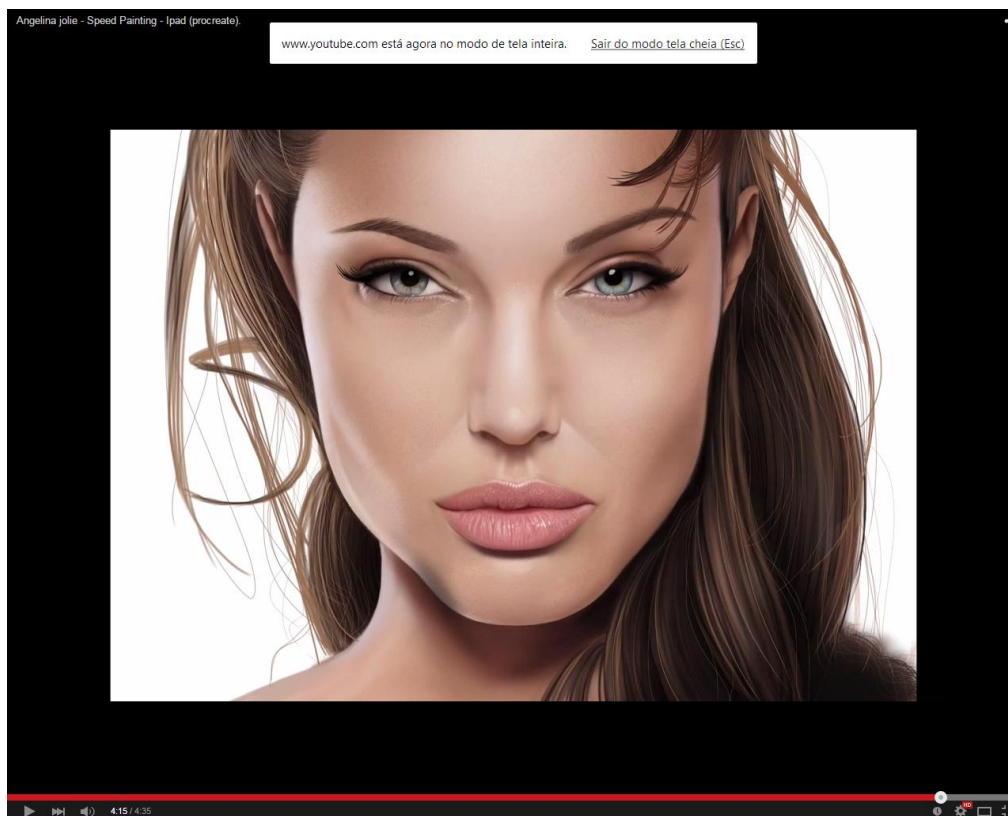 Angelina jolie - Speed Painting - Ipad (procreate).
www.youtube.com está agora no modo de tela inteira. Sair do modo tela cheia (Esc)
4:15 / 4:35
HD